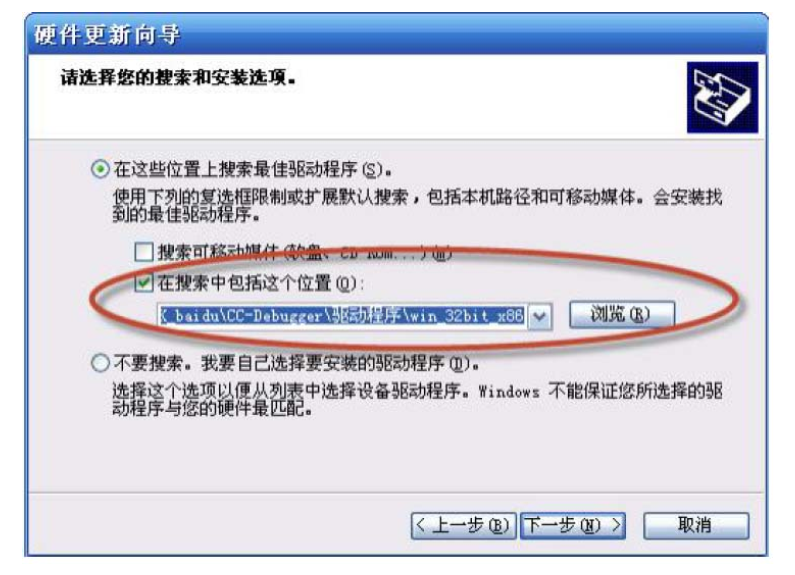 硬件更新向导
请选择您的搜索和安装选项。
在这些位置上搜索最佳驱动程序(S)。
使用下列的复选框限制或扩展默认搜索，包括本机路径和可移动媒体。会安装找
到的最佳驱动程序。
搜索可移动媒体(软盘、CD-ROM...)(M)
在搜索中包括这个位置(O):
baidu\CC-Debugger\驱动程序\win_32bit_x86
浏览(R)
不要搜索。我要自己选择要安装的驱动程序(D)。
选择这个选项以便从列表中选择设备驱动程序。Windows 不能保证您所选择的驱
动程序与您的硬件最匹配。
<上一步(B) 下一步(N) > 取消